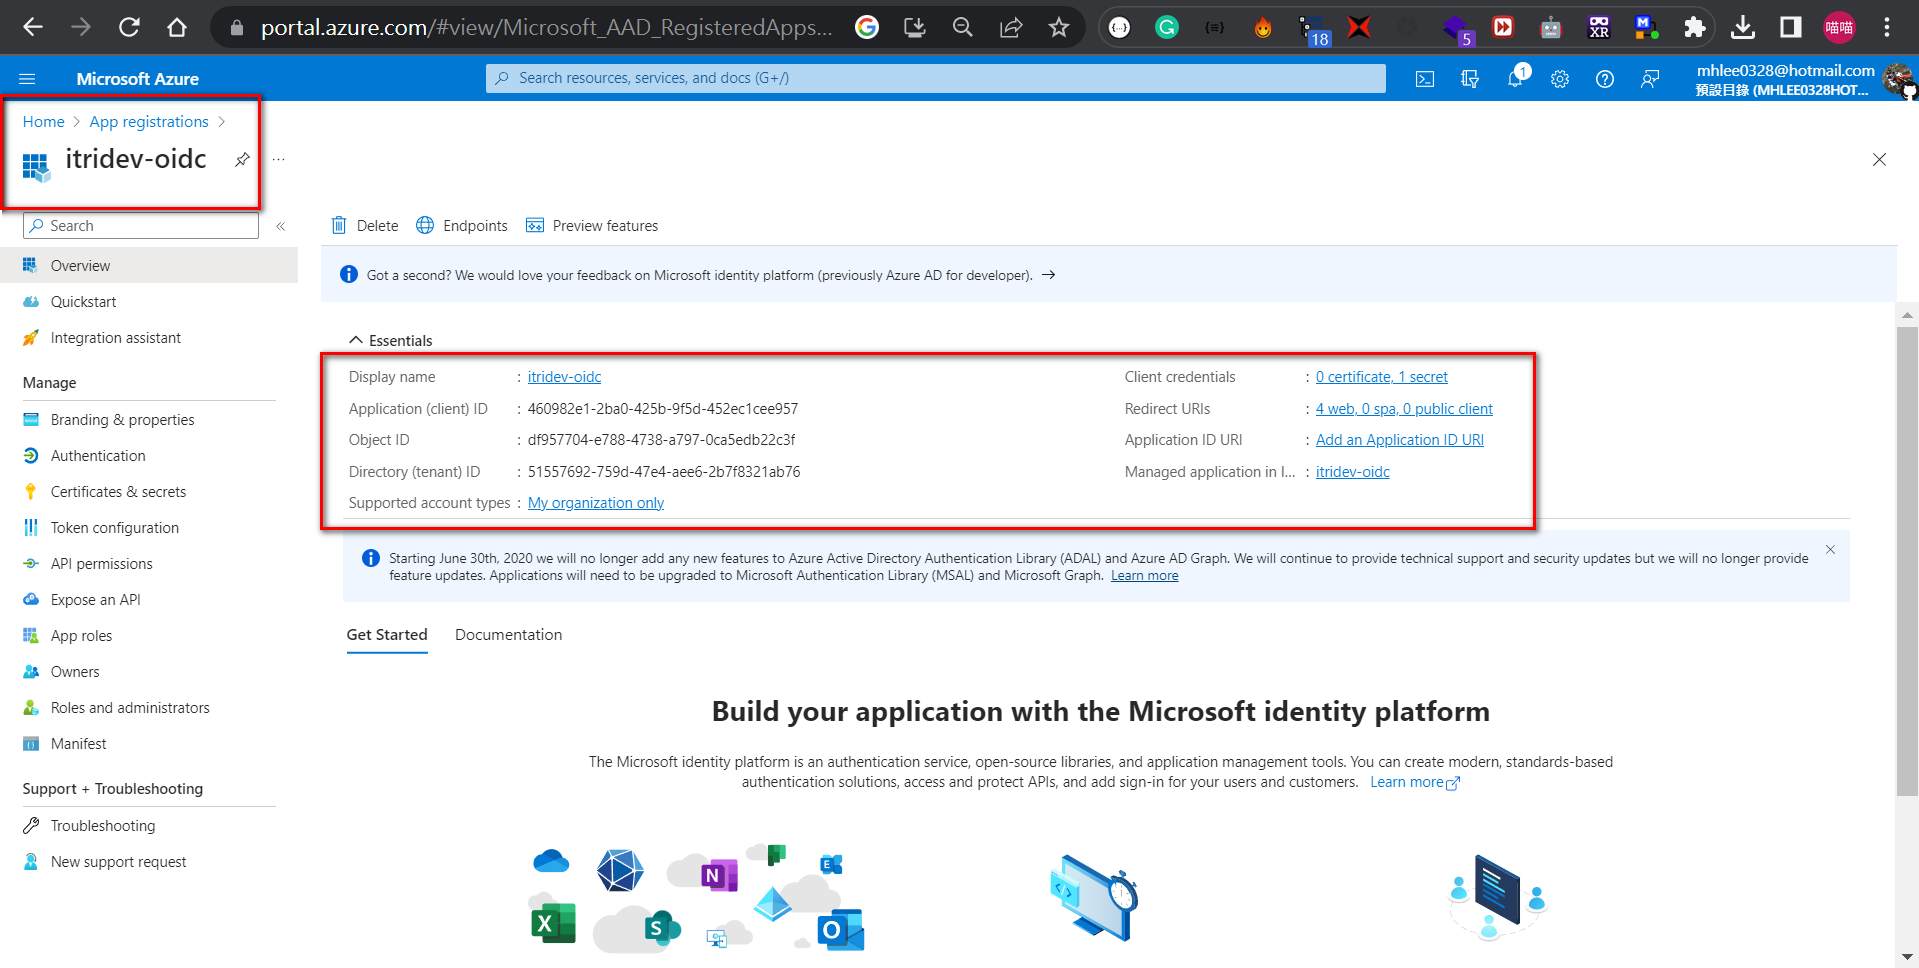 portal.azure.com/#view/Microsoft_AAD_RegisteredApps...
18
5
XR
喵喵
Microsoft Azure
Search resources, services, and docs (G+/)
1
mhlee0328@hotmail.com
預設目錄 (MHLEE0328HOT...
Home > App registrations >
itridev-oidc
...
Search
«
Delete Endpoints Preview features
Overview
Got a second? We would love your feedback on Microsoft identity platform (previously Azure AD for developer). →
Quickstart
Integration assistant
Manage
Branding & properties
Authentication
Certificates & secrets
Token configuration
API permissions
Expose an API
App roles
Owners
Roles and administrators
Manifest
Support + Troubleshooting
Troubleshooting
New support request
Essentials
Display name : itridev-oidc
Application (client) ID : 460982e1-2ba0-425b-9f5d-452ec1cee957
Object ID : df957704-e788-4738-a797-0ca5edb22c3f
Directory (tenant) ID : 51557692-759d-47e4-aee6-2b7f8321ab76
Supported account types : My organization only
Client credentials : 0 certificate, 1 secret
Redirect URIs : 4 web, 0 spa, 0 public client
Application ID URI : Add an Application ID URI
Managed application in l... : itridev-oidc
Starting June 30th, 2020 we will no longer add any new features to Azure Active Directory Authentication Library (ADAL) and Azure AD Graph. We will continue to provide technical support and security updates but we will no longer provide
feature updates. Applications will need to be upgraded to Microsoft Authentication Library (MSAL) and Microsoft Graph. Learn more
Get Started Documentation
Build your application with the Microsoft identity platform
The Microsoft identity platform is an authentication service, open-source libraries, and application management tools. You can create modern, standards-based
authentication solutions, access and protect APIs, and add sign-in for your users and customers. Learn more
N
E
X
S
O